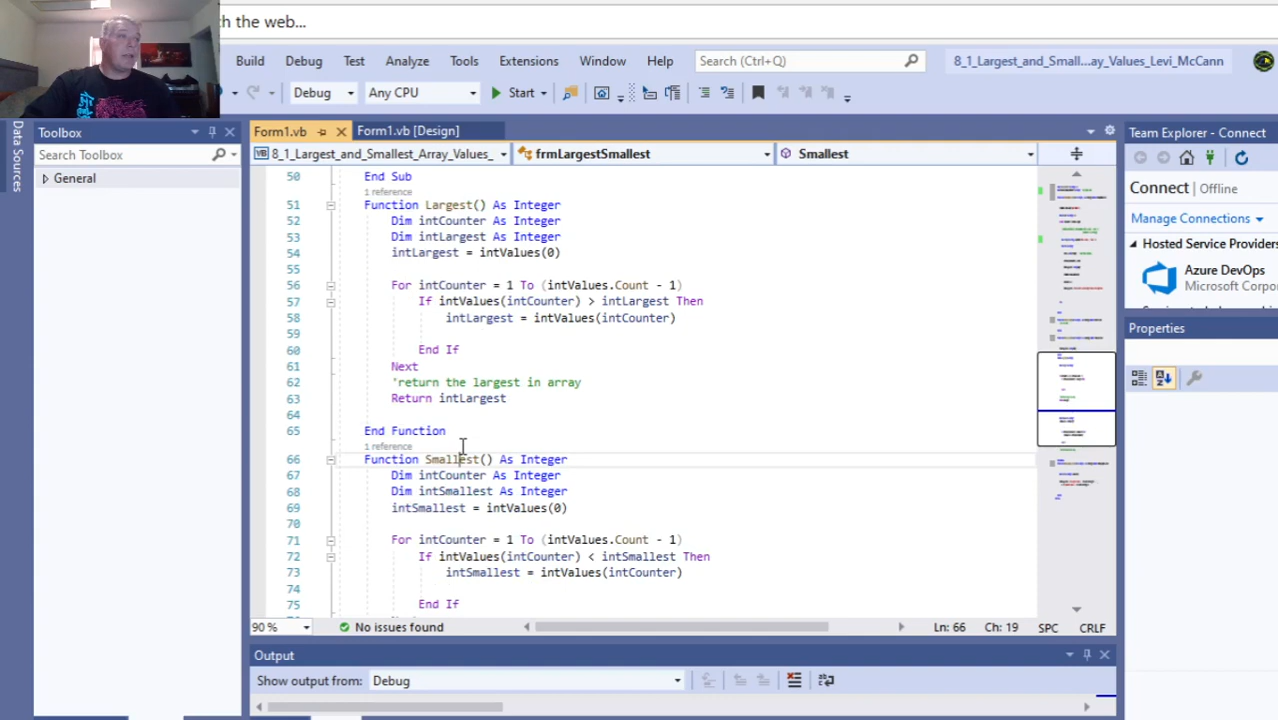 h the web...
Build Debug Test Analyze Tools Extensions Window Help Search (Ctrl+Q) 8_1_Largest_and_Small...ay_Values_Levi_McCann
Debug Any CPU Start
Data Sources
Toolbox
Search Toolbox
General
Form1.vb Form1.vb [Design]
8_1_Largest_and_Smallest_Array_Values_ frmLargestSmallest Smallest
50 End Sub
1 reference
51 Function Largest() As Integer
52 Dim intCounter As Integer
53 Dim intLargest As Integer
54 intLargest = intValues(0)
55
56 For intCounter = 1 To (intValues.Count - 1)
57 If intValues(intCounter) > intLargest Then
58 intLargest = intValues(intCounter)
59
60 End If
61 Next
62 'return the largest in array
63 Return intLargest
64
65 End Function
1 reference
66 Function Smallest() As Integer
67 Dim intCounter As Integer
68 Dim intSmallest As Integer
69 intSmallest = intValues(0)
70
71 For intCounter = 1 To (intValues.Count - 1)
72 If intValues(intCounter) < intSmallest Then
73 intSmallest = intValues(intCounter)
74
75 End If
90 % No issues found Ln: 66 Ch: 19 SPC CRLF
Output
Show output from: Debug
Team Explorer - Connect
Connect | Offline
Manage Connections
Hosted Service Providers
Azure DevOps
Microsoft Corpo
Properties